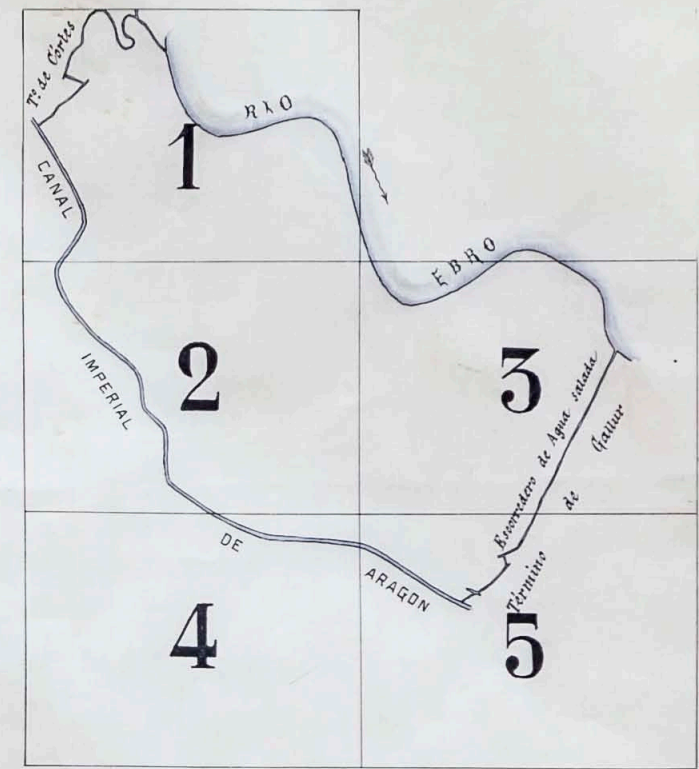 Tº de Córtes
RIO
1
CANAL
EBRO
2
3
IMPERIAL
Escorredero de Agua salada
Término de Gallur
DE
ARAGON
4
5